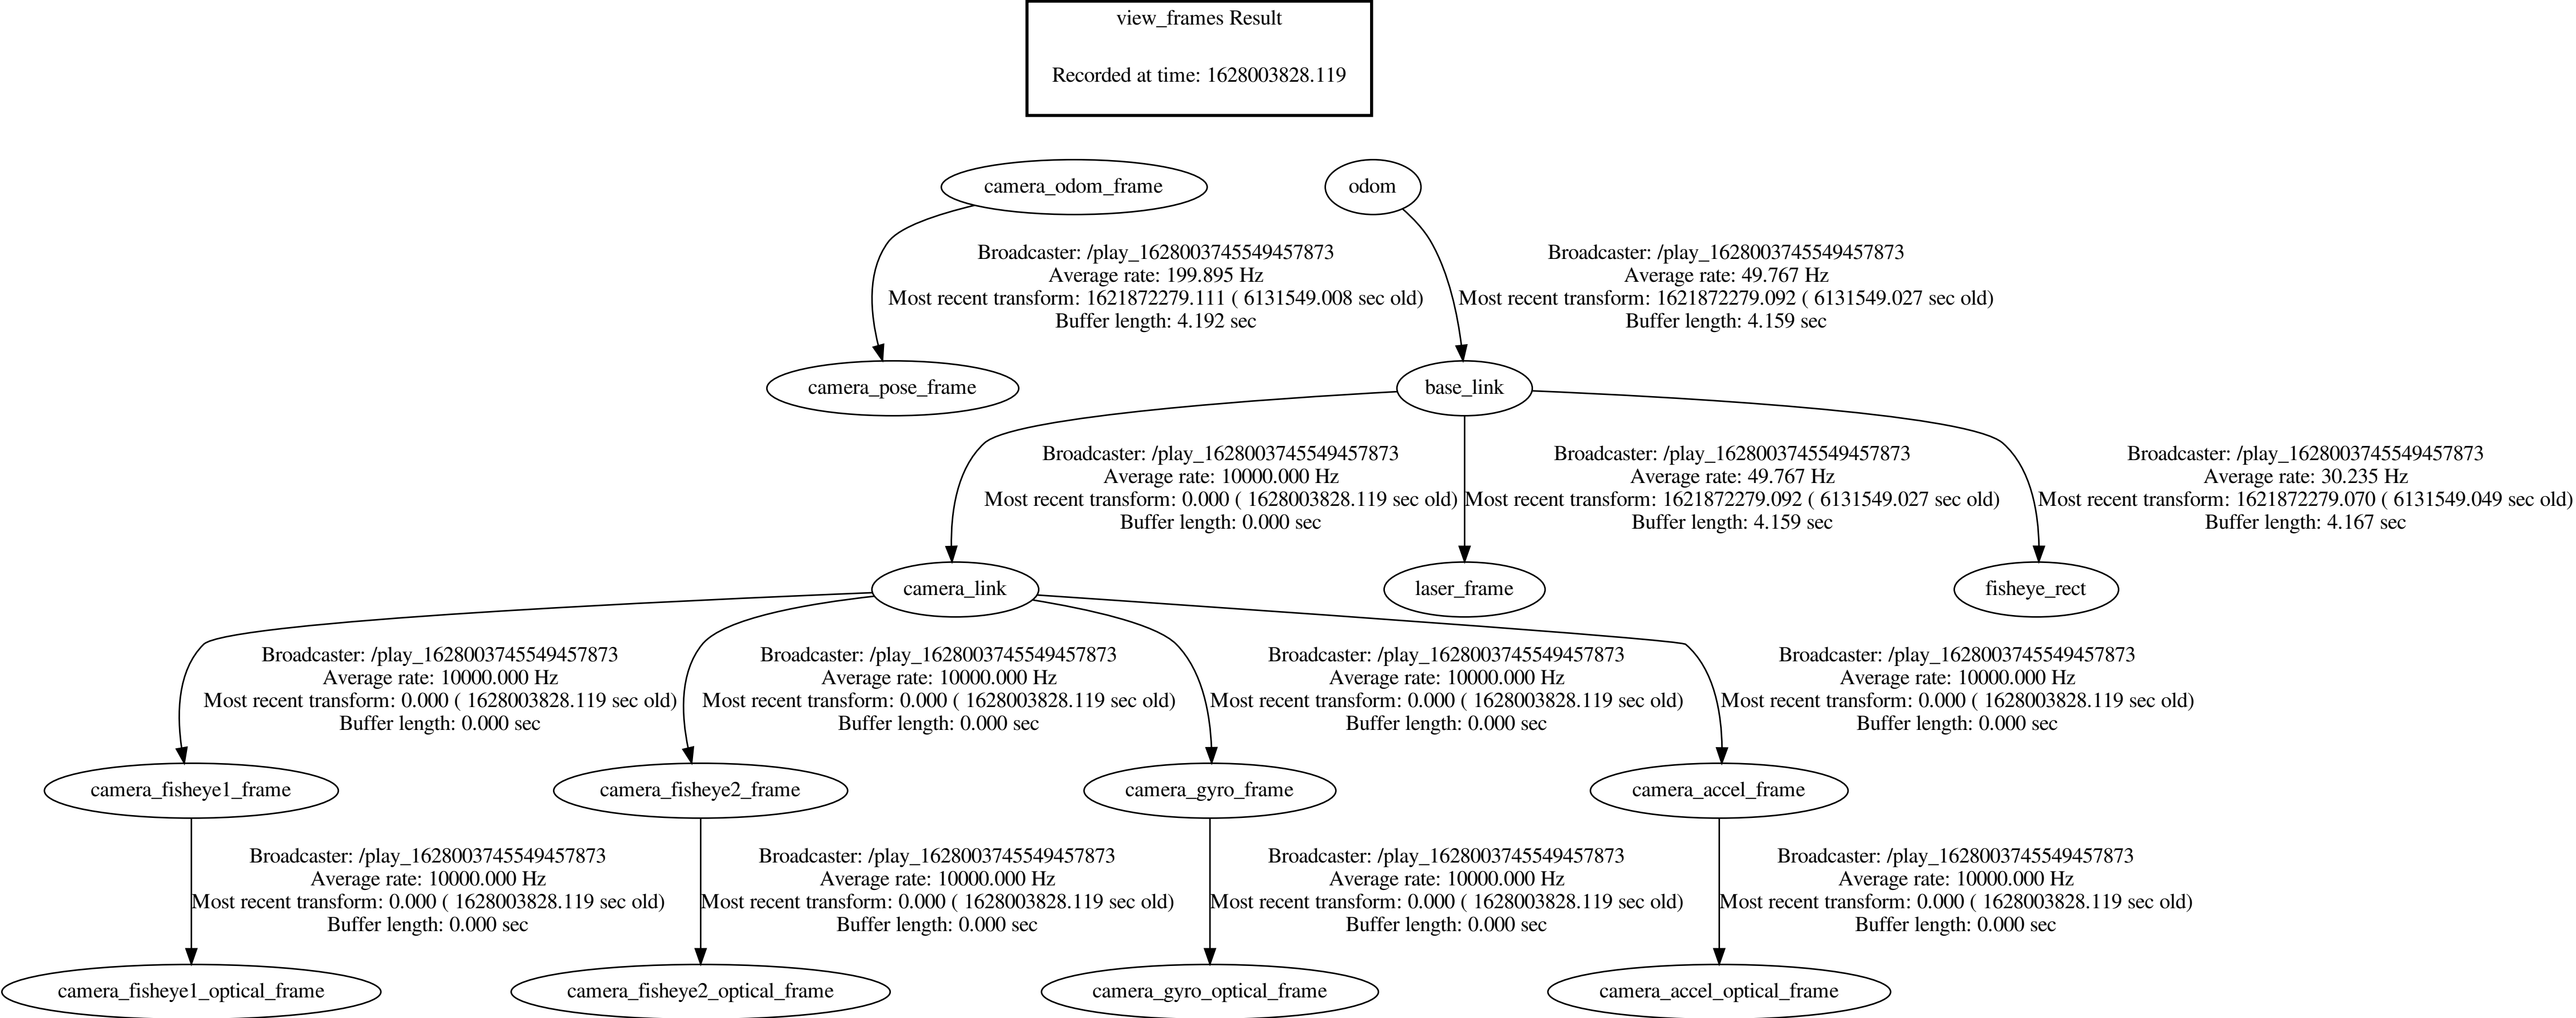 view_frames Result
Recorded at time: 1628003828.119
camera_odom_frame
odom
Broadcaster: /play_1628003745549457873
Average rate: 199.895 Hz
Most recent transform: 1621872279.111 ( 6131549.008 sec old)
Buffer length: 4.192 sec
Broadcaster: /play_1628003745549457873
Average rate: 49.767 Hz
Most recent transform: 1621872279.092 ( 6131549.027 sec old)
Buffer length: 4.159 sec
camera_pose_frame
base_link
Broadcaster: /play_1628003745549457873
Average rate: 10000.000 Hz
Most recent transform: 0.000 ( 1628003828.119 sec old)
Buffer length: 0.000 sec
Broadcaster: /play_1628003745549457873
Average rate: 49.767 Hz
Most recent transform: 1621872279.092 ( 6131549.027 sec old)
Buffer length: 4.159 sec
Broadcaster: /play_1628003745549457873
Average rate: 30.235 Hz
Most recent transform: 1621872279.070 ( 6131549.049 sec old)
Buffer length: 4.167 sec
camera_link
laser_frame
fisheye_rect
Broadcaster: /play_1628003745549457873
Average rate: 10000.000 Hz
Most recent transform: 0.000 ( 1628003828.119 sec old)
Buffer length: 0.000 sec
Broadcaster: /play_1628003745549457873
Average rate: 10000.000 Hz
Most recent transform: 0.000 ( 1628003828.119 sec old)
Buffer length: 0.000 sec
Broadcaster: /play_1628003745549457873
Average rate: 10000.000 Hz
Most recent transform: 0.000 ( 1628003828.119 sec old)
Buffer length: 0.000 sec
Broadcaster: /play_1628003745549457873
Average rate: 10000.000 Hz
Most recent transform: 0.000 ( 1628003828.119 sec old)
Buffer length: 0.000 sec
camera_fisheye1_frame
camera_fisheye2_frame
camera_gyro_frame
camera_accel_frame
Broadcaster: /play_1628003745549457873
Average rate: 10000.000 Hz
Most recent transform: 0.000 ( 1628003828.119 sec old)
Buffer length: 0.000 sec
Broadcaster: /play_1628003745549457873
Average rate: 10000.000 Hz
Most recent transform: 0.000 ( 1628003828.119 sec old)
Buffer length: 0.000 sec
Broadcaster: /play_1628003745549457873
Average rate: 10000.000 Hz
Most recent transform: 0.000 ( 1628003828.119 sec old)
Buffer length: 0.000 sec
Broadcaster: /play_1628003745549457873
Average rate: 10000.000 Hz
Most recent transform: 0.000 ( 1628003828.119 sec old)
Buffer length: 0.000 sec
camera_fisheye1_optical_frame
camera_fisheye2_optical_frame
camera_gyro_optical_frame
camera_accel_optical_frame